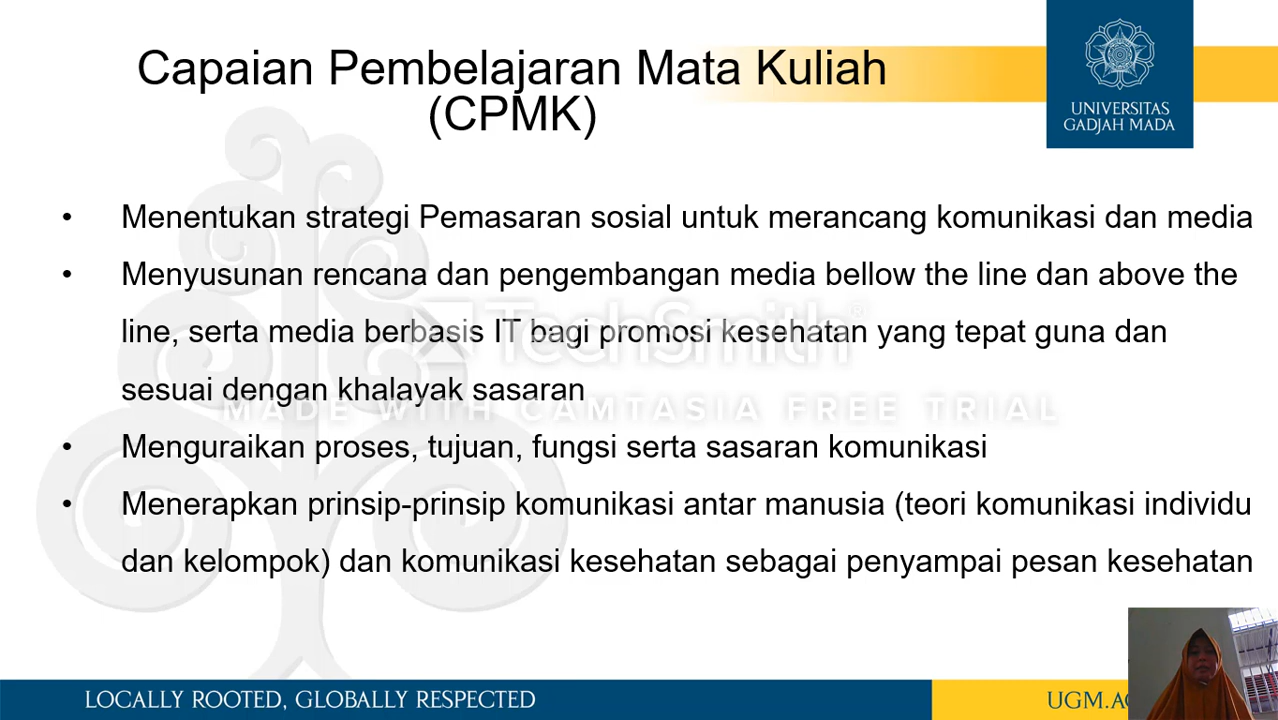 Capaian Pembelajaran Mata Kuliah
(CPMK)
UNIVERSITAS
GADJAH MADA
• Menentukan strategi Pemasaran sosial untuk merancang komunikasi dan media
• Menyusunan rencana dan pengembangan media bellow the line dan above the
line, serta media berbasis IT bagi promosi kesehatan yang tepat guna dan
sesuai dengan khalayak sasaran
TechSmith®
MADE WITH CAMTASIA FREE TRIAL
• Menguraikan proses, tujuan, fungsi serta sasaran komunikasi
• Menerapkan prinsip-prinsip komunikasi antar manusia (teori komunikasi individu
dan kelompok) dan komunikasi kesehatan sebagai penyampai pesan kesehatan
LOCALLY ROOTED, GLOBALLY RESPECTED